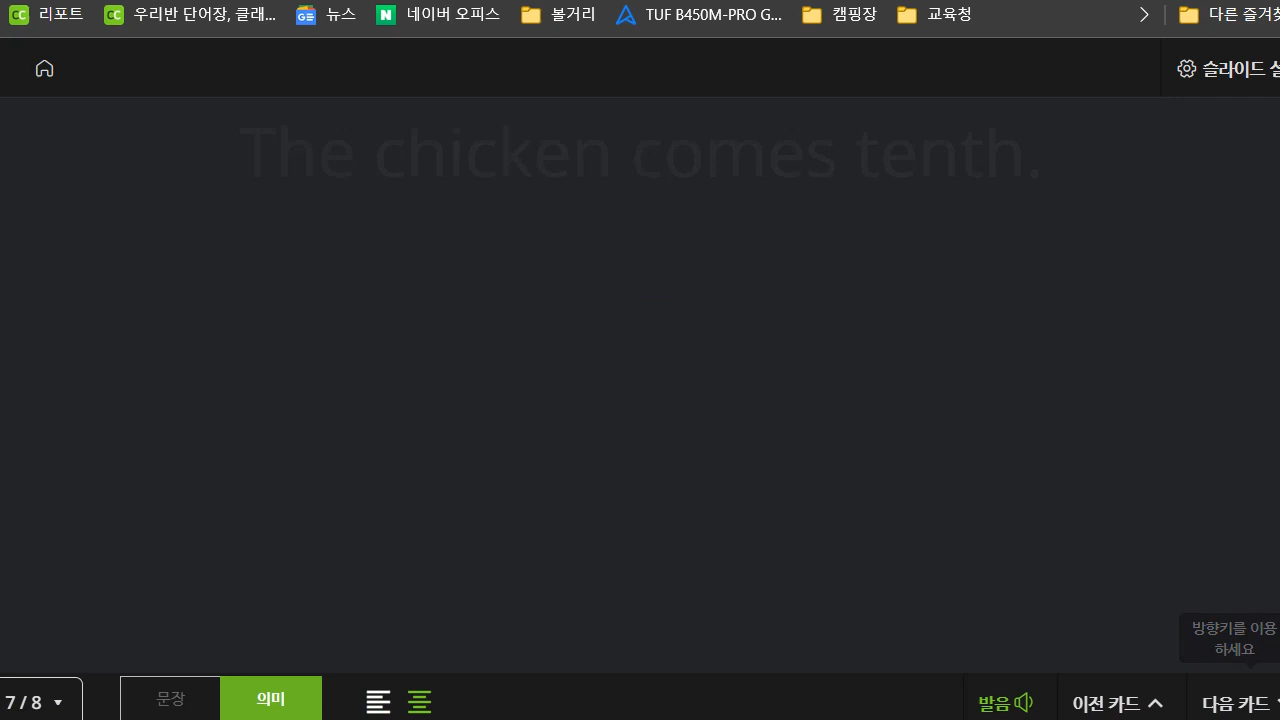 리포트 우리반 단어장, 클래... 뉴스 네이버 오피스 볼거리 TUF B450M-PRO G... 캠핑장 교육청 다른 즐겨찾
슬라이드 설
The chicken comes tenth.
방향키를 이용
하세요
7 / 8 문장 의미 발음 이전 카드 다음 카드